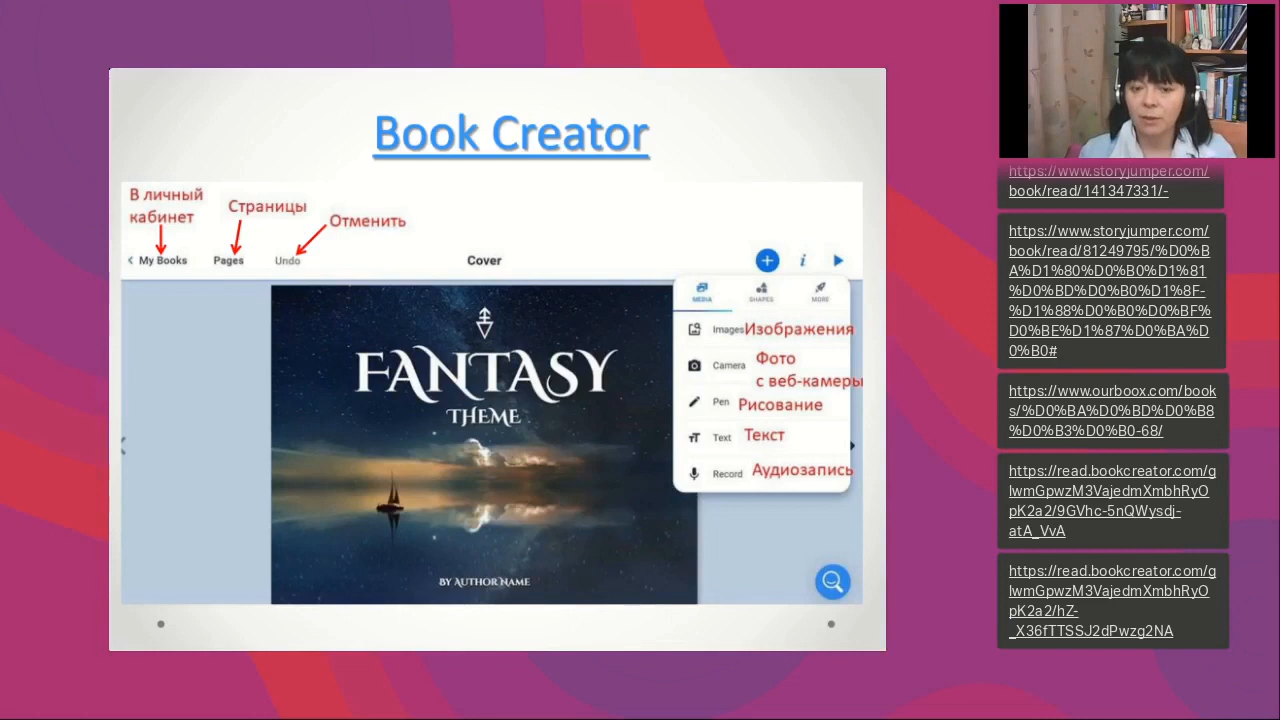 Book Creator
В личный
кабинет
Страницы
Отменить
My Books
Pages
Undo
Cover
MEDIA
SHAPES
MORE
Images
Изображения
Camera
Фото
с веб-камеры
Pen
Рисование
Text
Текст
Record
Аудиозапись
FANTASY
THEME
BY AUTHOR NAME
https://www.storyjumper.com/
book/read/141347331/-
https://www.storyjumper.com/
book/read/81249795/%D0%B
A%D1%80%D0%B0%D1%81
%D0%BD%D0%B0%D1%8F-
%D1%88%D0%B0%D0%BF%
D0%BE%D1%87%D0%BA%D
0%B0#
https://www.ourboox.com/book
s/%D0%BA%D0%BD%D0%B8
%D0%B3%D0%B0-68/
https://read.bookcreator.com/g
IwmGpwzM3VajedmXmbhRyO
pK2a2/9GVhc-5nQWysdj-
atA_VvA
https://read.bookcreator.com/g
IwmGpwzM3VajedmXmbhRyO
pK2a2/hZ-
_X36fTTSSJ2dPwzg2NA